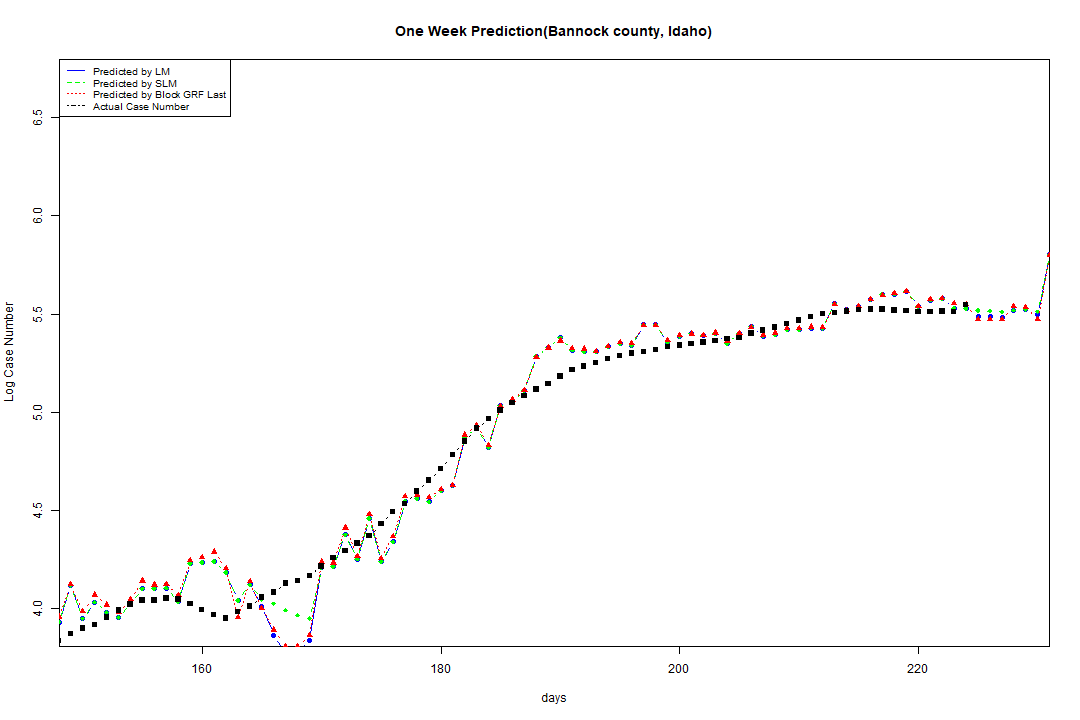 One Week Prediction(Bannock county, Idaho)
Predicted by LM
Predicted by SLM
Predicted by Block GRF Last
Actual Case Number
6.5
6.0
5.5
5.0
4.5
4.0
Log Case Number
160 180 200 220
days